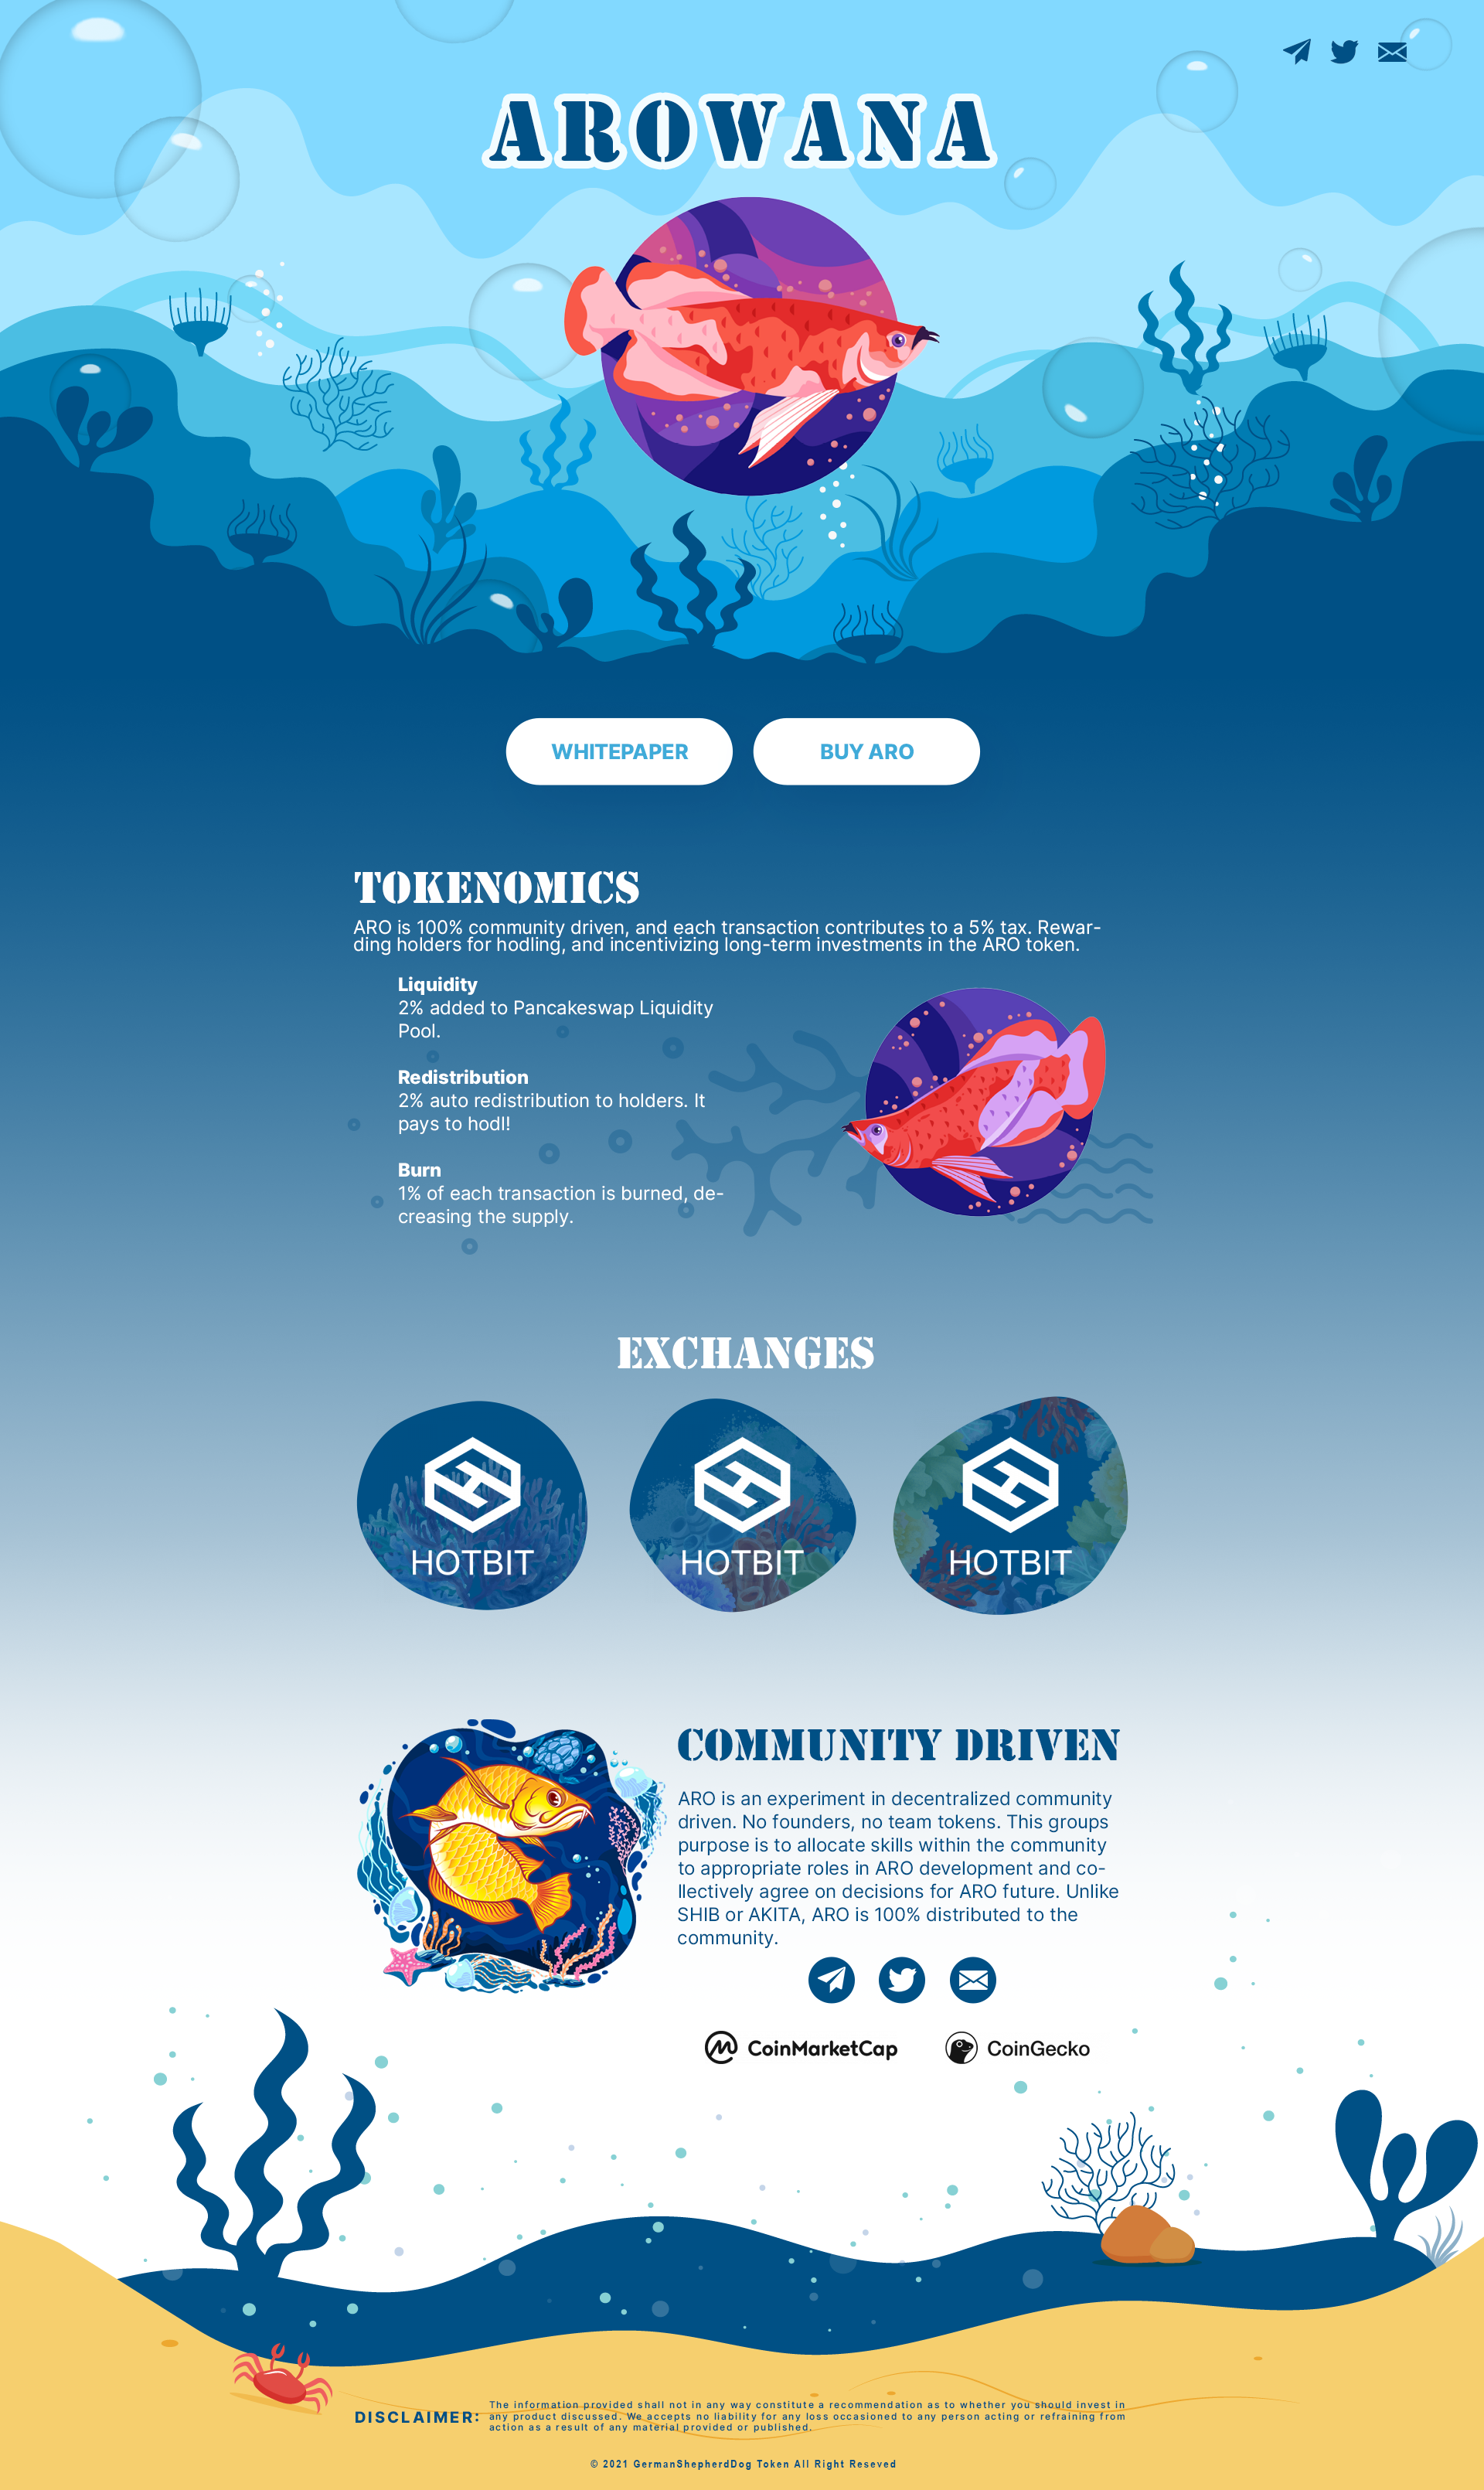 AROWANA
WHITEPAPER
BUY ARO
TOKENOMICS
ARO is 100% community driven, and each transaction contributes to a 5% tax. Rewar-
ding holders for hodling, and incentivizing long-term investments in the ARO token.
Liquidity
2% added to Pancakeswap Liquidity
Pool.
Redistribution
2% auto redistribution to holders. It
pays to hodl!
Burn
1% of each transaction is burned, de-
creasing the supply.
EXCHANGES
HOTBIT
HOTBIT
HOTBIT
COMMUNITY DRIVEN
ARO is an experiment in decentralized community
driven. No founders, no team tokens. This groups
purpose is to allocate skills within the community
to appropriate roles in ARO development and co-
llectively agree on decisions for ARO future. Unlike
SHIB or AKITA, ARO is 100% distributed to the
community.
CoinMarketCap
CoinGecko
DISCLAIMER:
The information provided shall not in any way constitute a recommendation as to whether you should invest in
any product discussed. We accepts no liability for any loss occasioned to any person acting or refraining from
action as a result of any material provided or published.
© 2021 GermanShepherdDog Token All Right Reseved